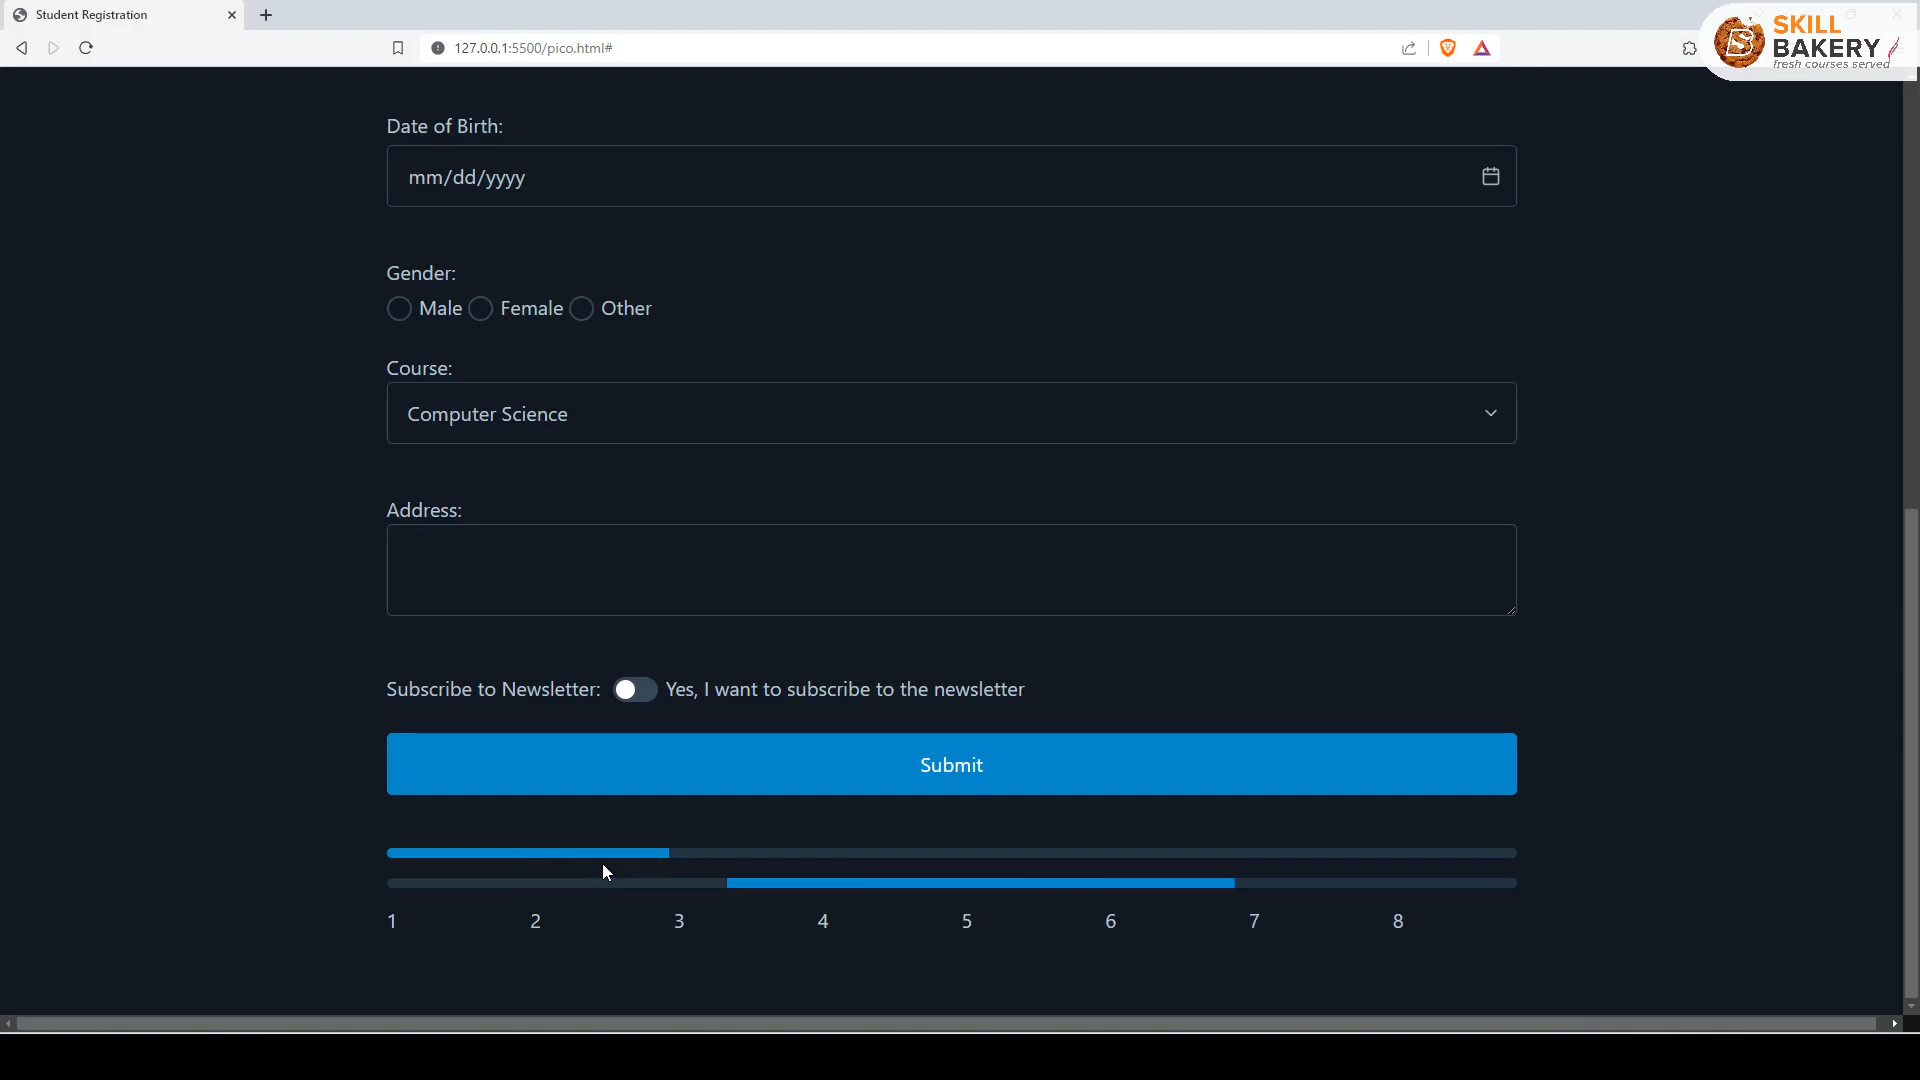 Student Registration
127.0.0.1:5500/pico.html#
SKILL
BAKERY
fresh courses served
Date of Birth:
mm/dd/yyyy
Gender:
Male Female Other
Course:
Computer Science
Address:
Subscribe to Newsletter: Yes, I want to subscribe to the newsletter
Submit
1 2 3 4 5 6 7 8